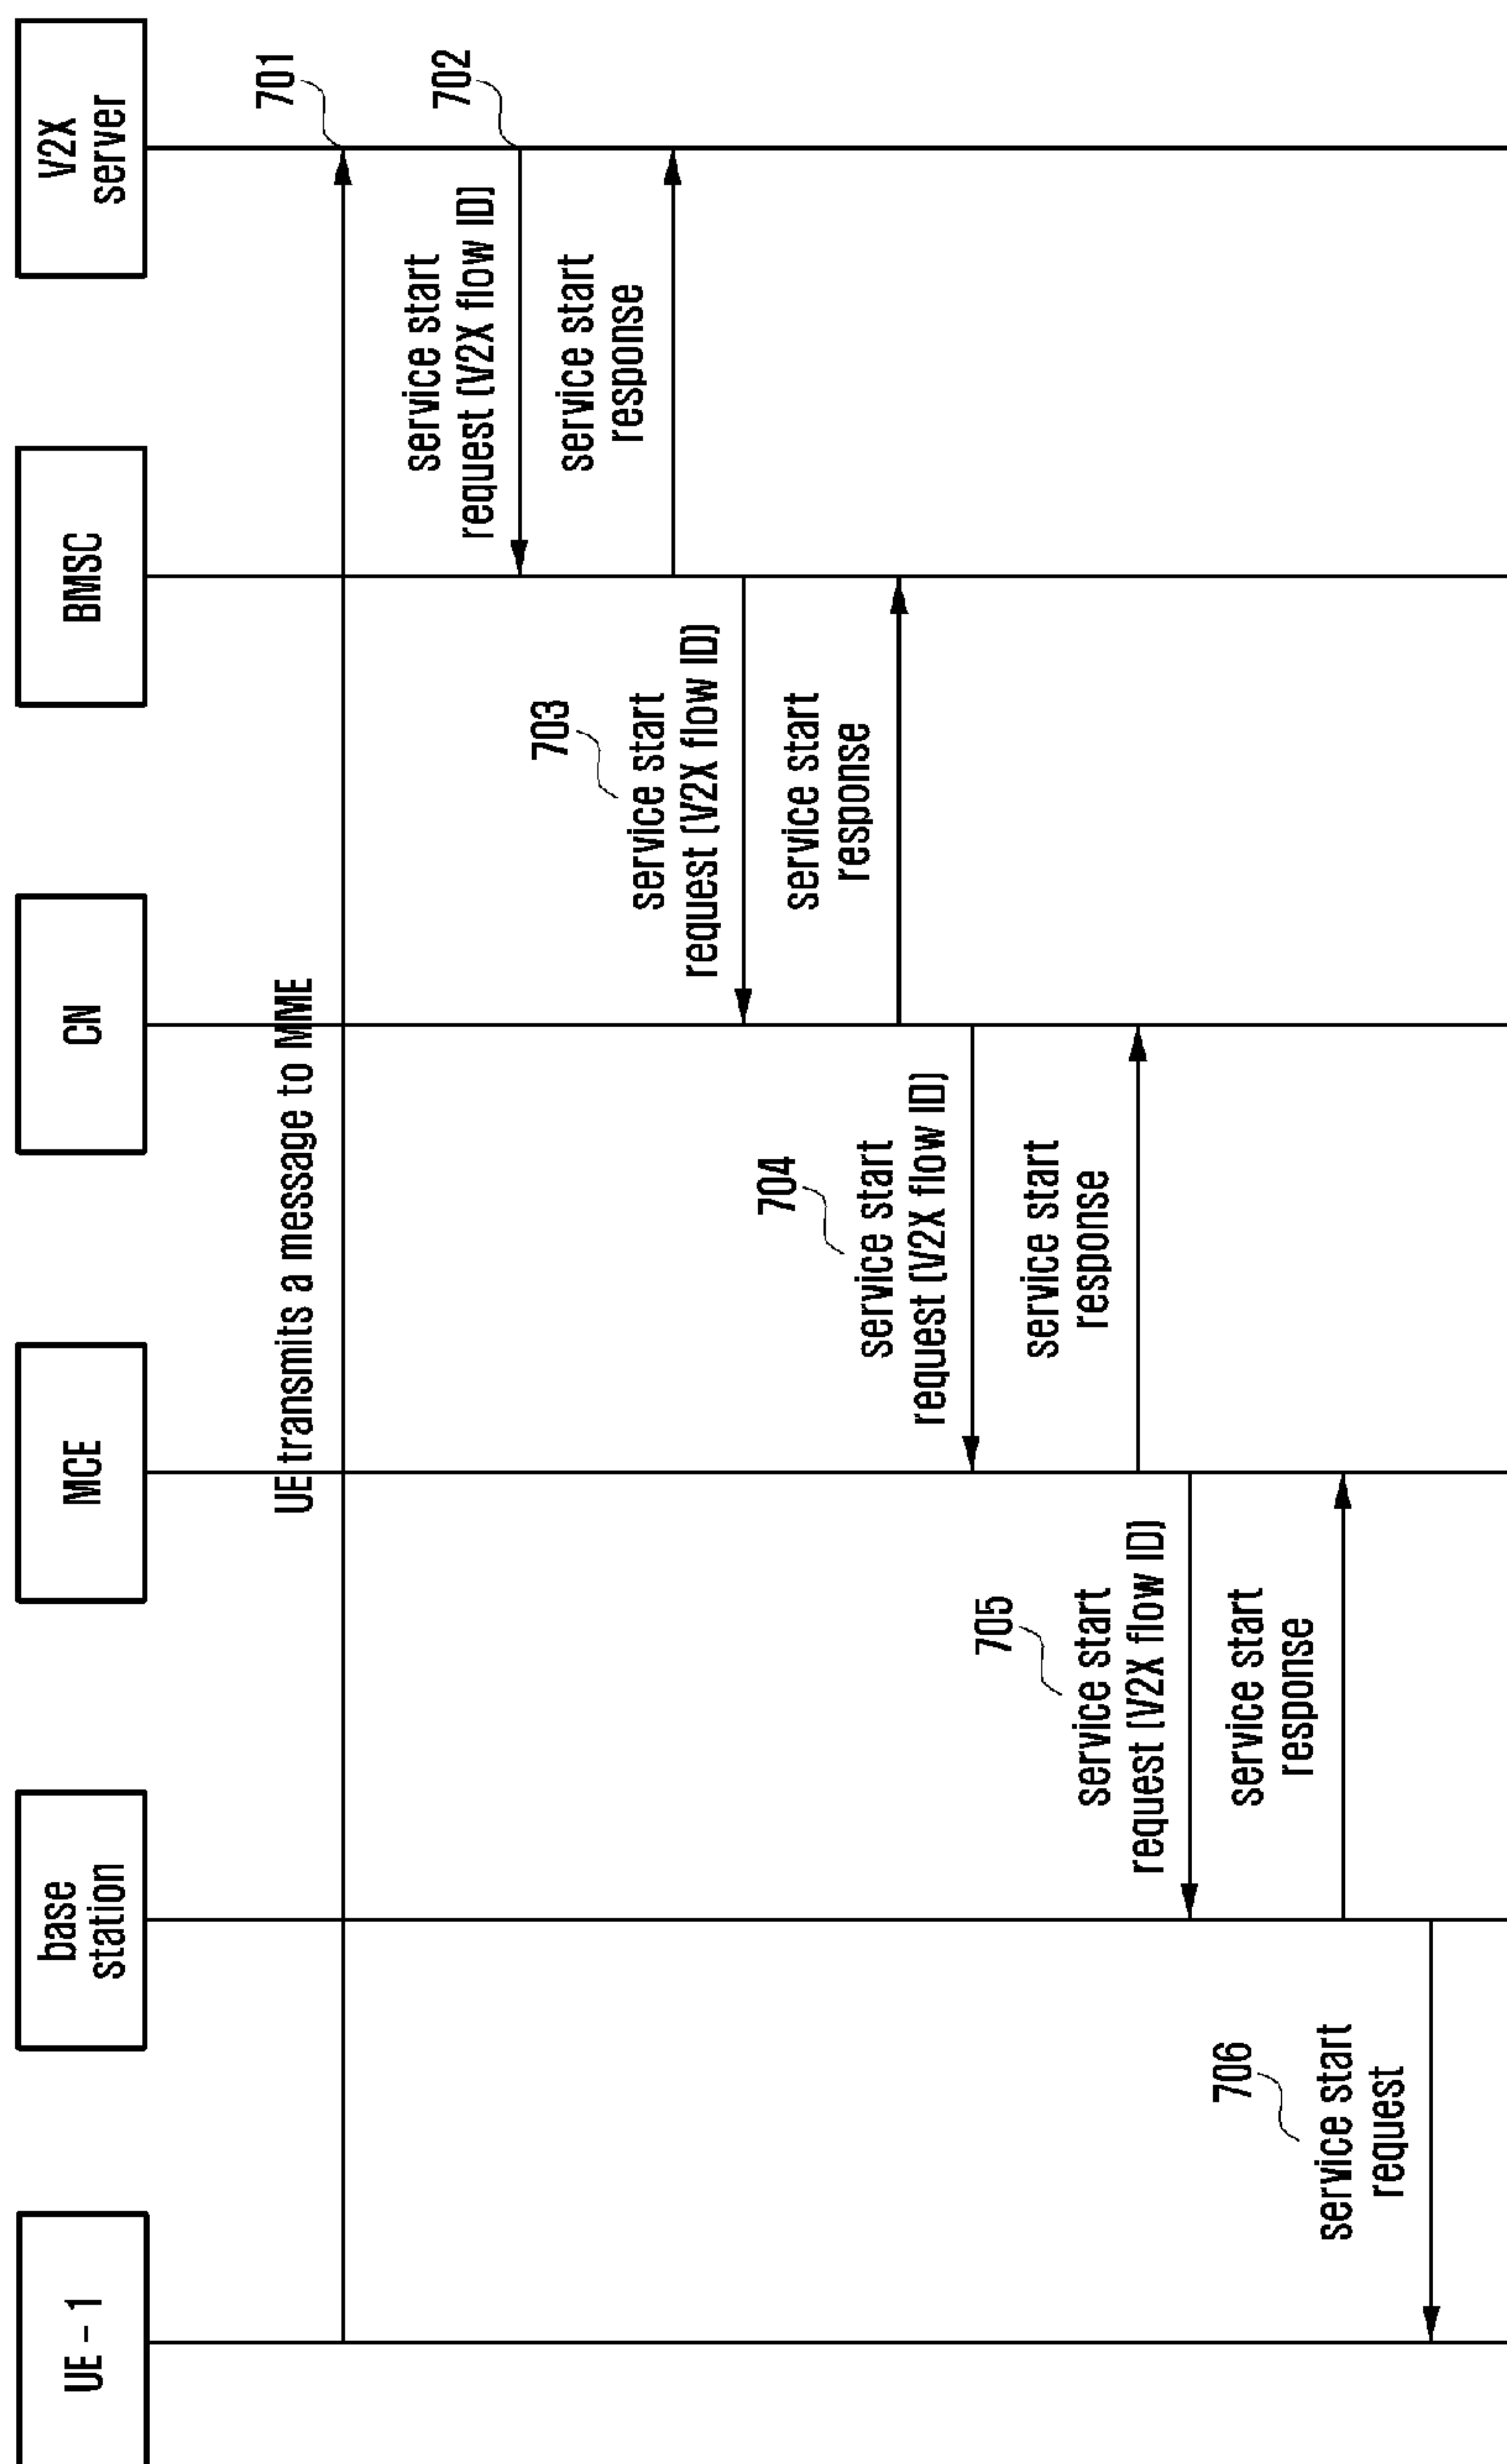 UE – 1
base
station
MCE
CN
BMSC
V2X
server
701
UE transmits a message to MME
702
service start
request (V2X flow ID)
service start
response
703
service start
request (V2X flow ID)
service start
response
704
service start
request (V2X flow ID)
service start
response
705
service start
request (V2X flow ID)
service start
response
706
service start
request